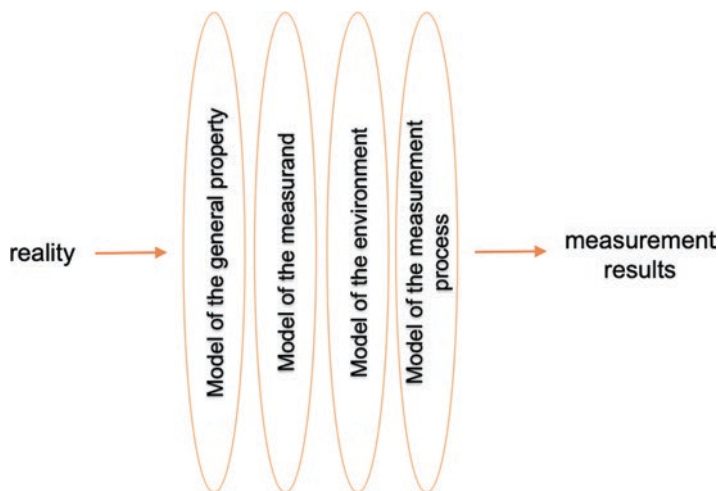 reality
Model of the general property
Model of the measurand
Model of the environment
Model of the measurement
process
measurement
results